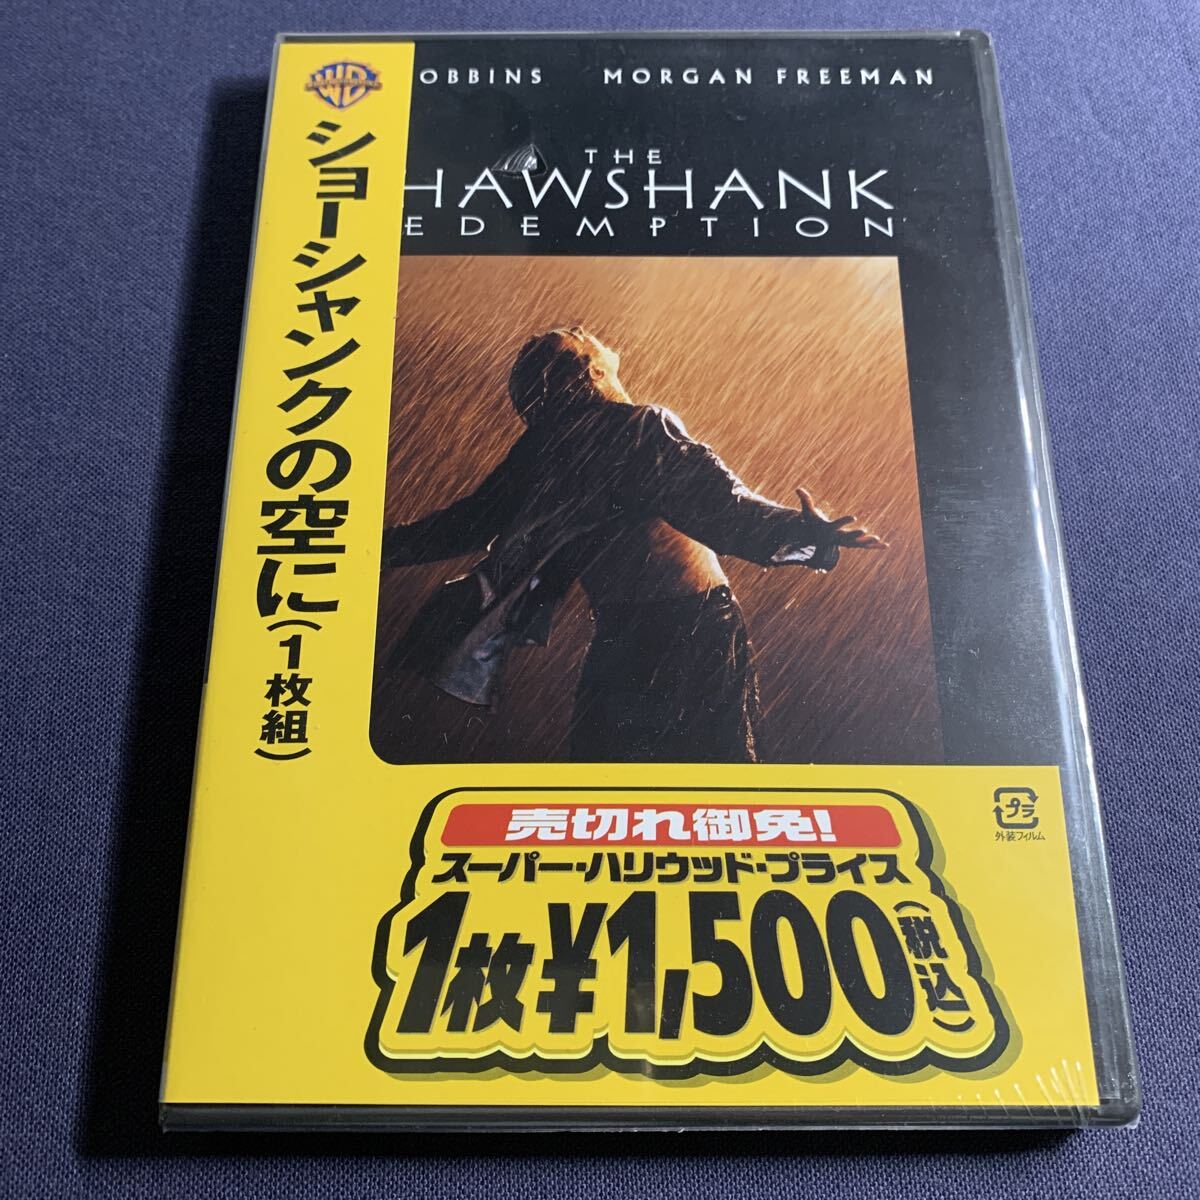 OBBINS MORGAN FREEMAN
THE
HAWSHANK
EDEMPTION
ショーシャンクの空に(1枚組)
売切れ御免!
スーパー・ハリウッド・プライス
1枚¥1,500(税込)
プラ
外装フィルム